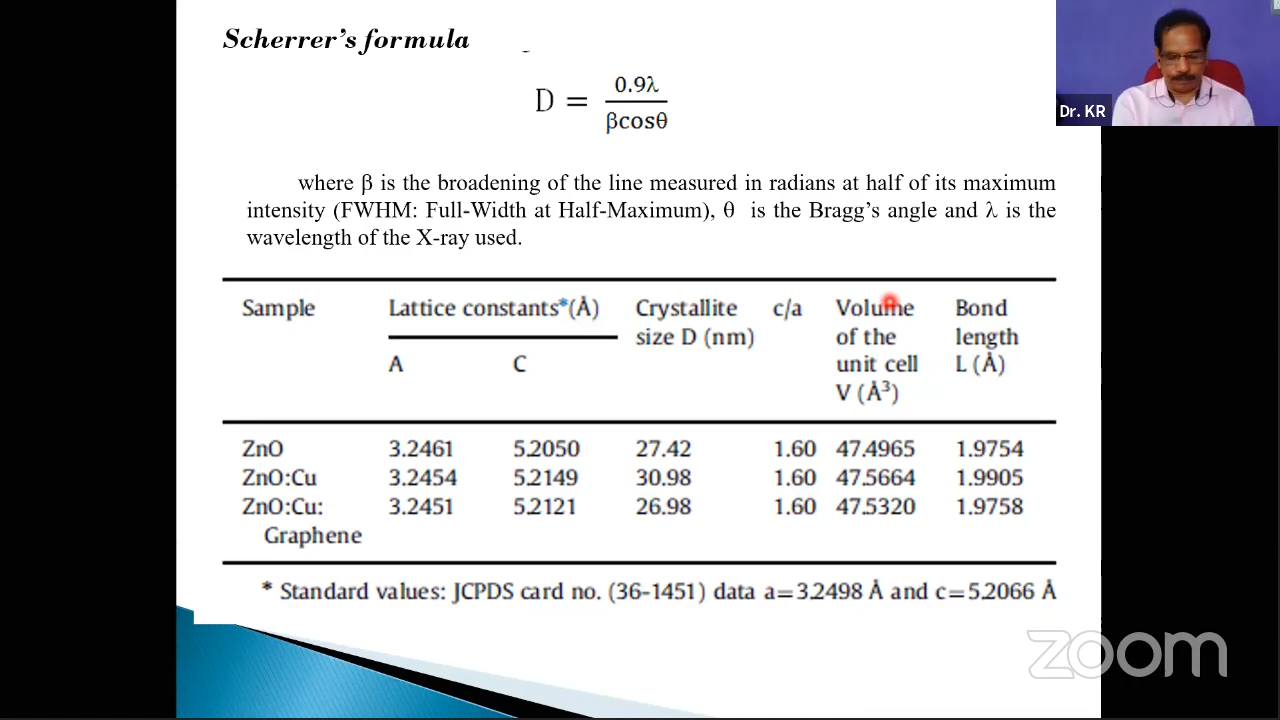 Scherrer's formula
D = 0.9λ
βcosθ
where β is the broadening of the line measured in radians at half of its maximum
intensity (FWHM: Full-Width at Half-Maximum), θ is the Bragg's angle and λ is the
wavelength of the X-ray used.
Sample Lattice constants*(Å) Crystallite size D (nm) c/a Volume of the unit cell V (Å³) Bond length L (Å)
A C
ZnO 3.2461 5.2050 27.42 1.60 47.4965 1.9754
ZnO:Cu 3.2454 5.2149 30.98 1.60 47.5664 1.9905
ZnO:Cu: 3.2451 5.2121 26.98 1.60 47.5320 1.9758
Graphene
* Standard values: JCPDS card no. (36-1451) data a=3.2498 Å and c=5.2066 Å
Dr. KR
zoom